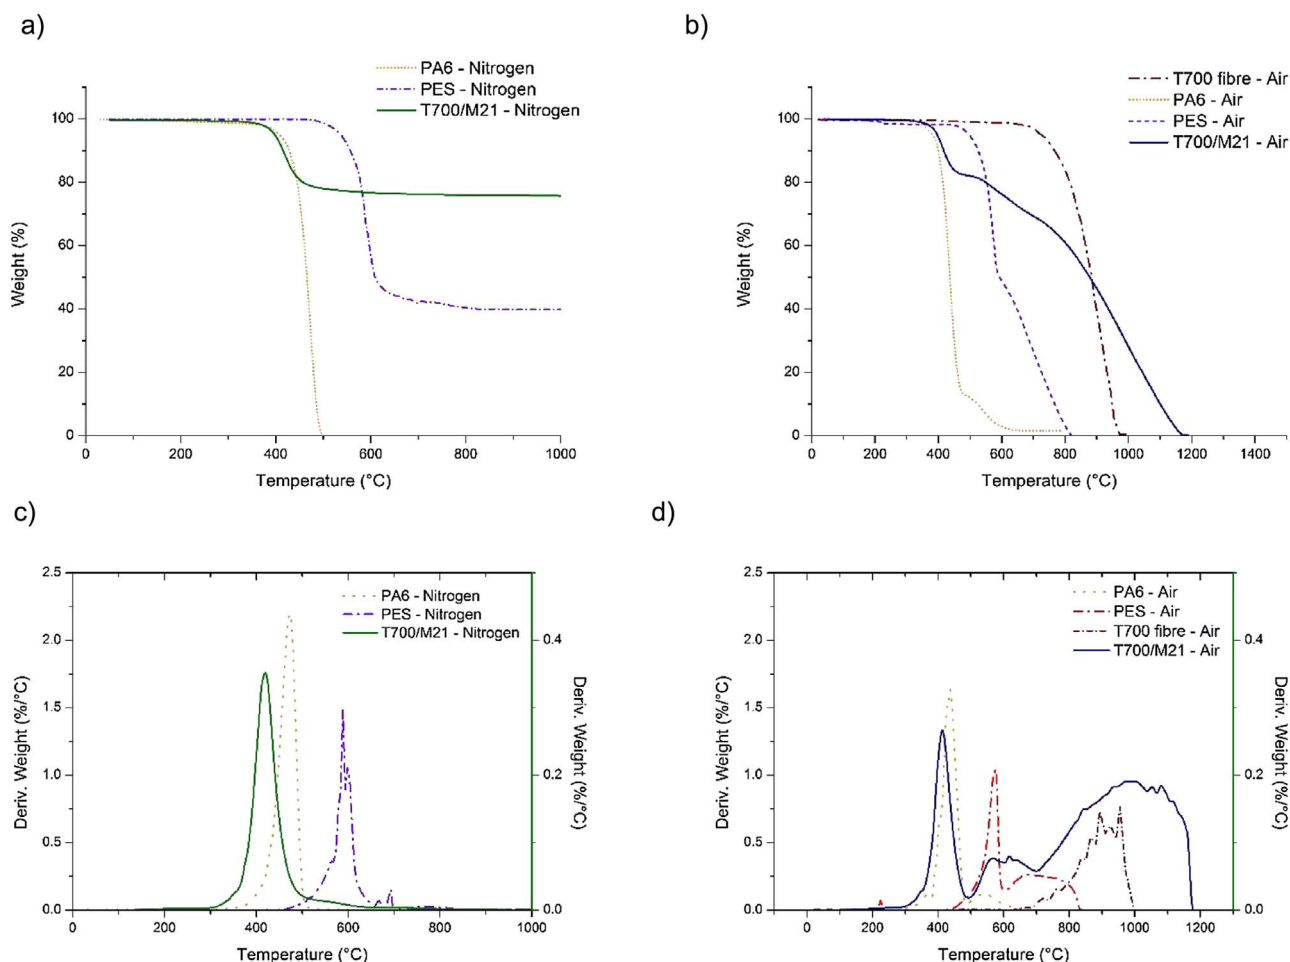 a)
PA6 - Nitrogen
PES - Nitrogen
T700/M21 - Nitrogen
100
80
60
40
20
0
Weight (%)
0 200 400 600 800 1000
Temperature (°C)
b)
T700 fibre - Air
PA6 - Air
PES - Air
T700/M21 - Air
100
80
60
40
20
0
Weight (%)
0 200 400 600 800 1000 1200 1400
Temperature (°C)
c)
PA6 - Nitrogen
PES - Nitrogen
T700/M21 - Nitrogen
2.5
2.0
1.5
1.0
0.5
0.0
Deriv. Weight (%/°C)
0.4
0.2
0.0
Deriv. Weight (%/°C)
0 200 400 600 800 1000
Temperature (°C)
d)
PA6 - Air
PES - Air
T700 fibre - Air
T700/M21 - Air
2.5
2.0
1.5
1.0
0.5
0.0
Deriv. Weight (%/°C)
0.4
0.2
0.0
Deriv. Weight (%/°C)
0 200 400 600 800 1000 1200
Temperature (°C)